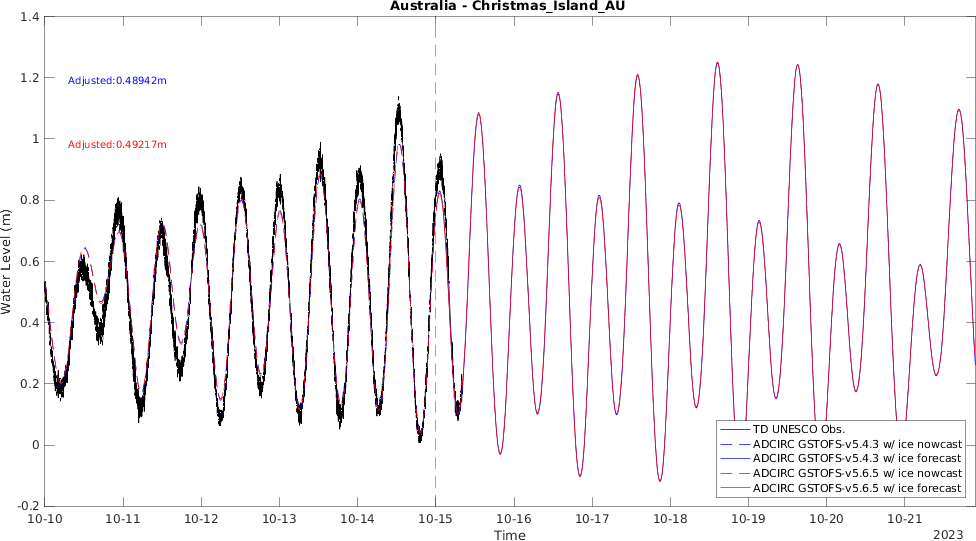 Australia - Christmas_Island_AU
1.4
1.2
1
0.8
0.6
0.4
0.2
0
-0.2
Water Level (m)
Adjusted:0.48942m
Adjusted:0.49217m
TD UNESCO Obs.
ADCIRC GSTOFS-v5.4.3 w/ ice nowcast
ADCIRC GSTOFS-v5.4.3 w/ ice forecast
ADCIRC GSTOFS-v5.6.5 w/ ice nowcast
ADCIRC GSTOFS-v5.6.5 w/ ice forecast
10-10 10-11 10-12 10-13 10-14 10-15 10-16 10-17 10-18 10-19 10-20 10-21
Time
2023